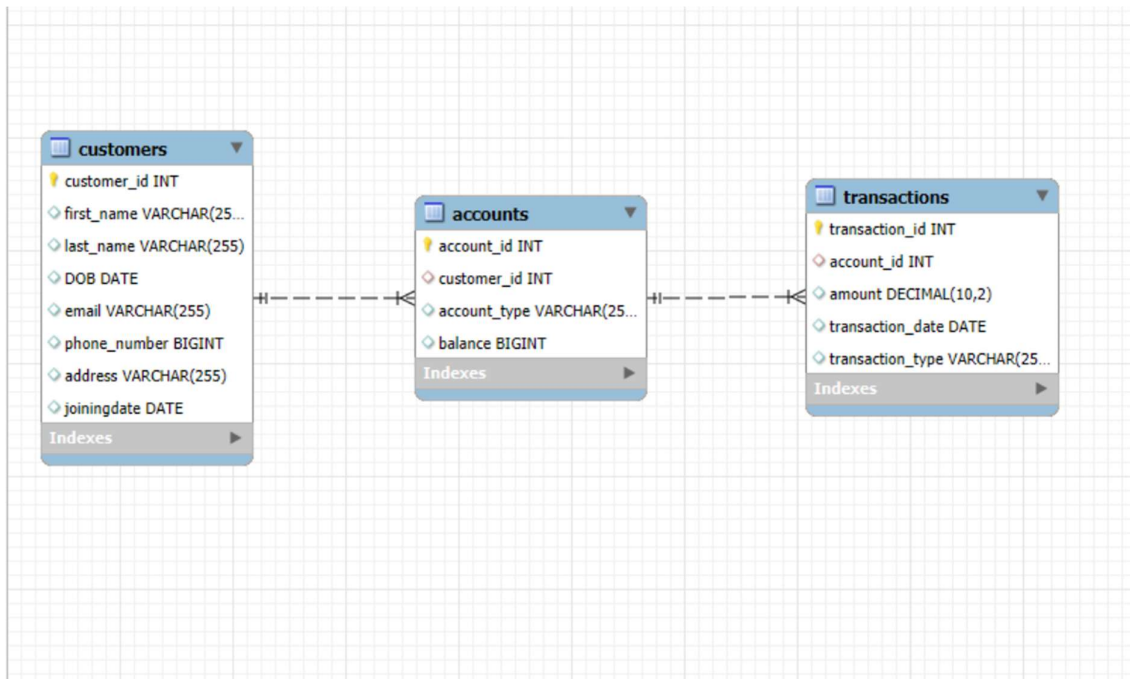 customers
customer_id INT
first_name VARCHAR(25...
last_name VARCHAR(255)
DOB DATE
email VARCHAR(255)
phone_number BIGINT
address VARCHAR(255)
joiningdate DATE
Indexes
accounts
account_id INT
customer_id INT
account_type VARCHAR(25...
balance BIGINT
Indexes
transactions
transaction_id INT
account_id INT
amount DECIMAL(10,2)
transaction_date DATE
transaction_type VARCHAR(25...
Indexes